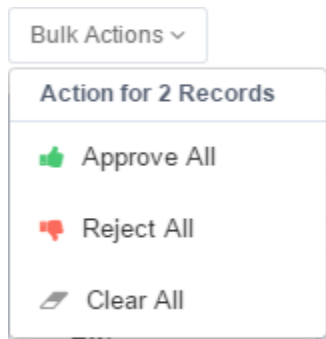 Bulk Actions
Action for 2 Records
Approve All
Reject All
Clear All